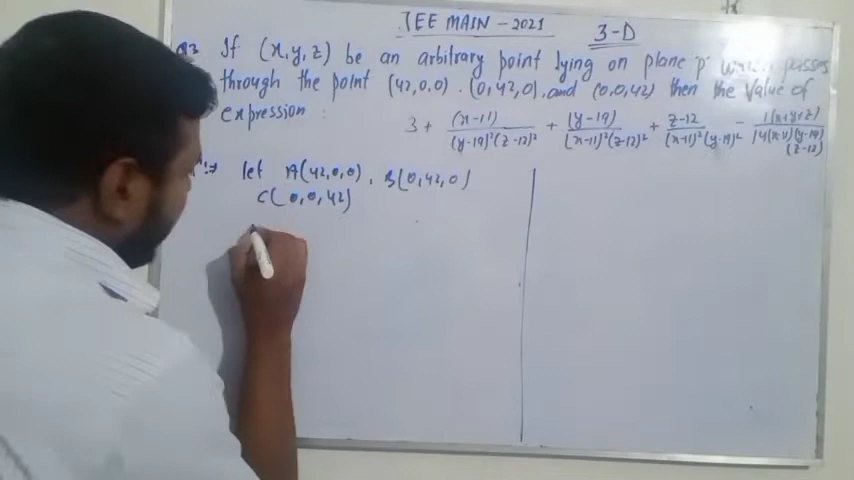 JEE MAIN - 2021
3-D
If (x,y,z) be an arbitrary point lying on plane 'p' which passes
through the point (42,0,0) . (0,42,0), and (0,0,42) then the value of
expression :
3 + (x-11)/(y-19)²(z-12)² + (y-19)/(x-11)²(z-12)² + z-12/(x-11)²(y-19)² - (x+y+z)/14(x-11)(y-19)(z-12)
let A(42,0,0) , B(0,42,0)
C(0,0,42)